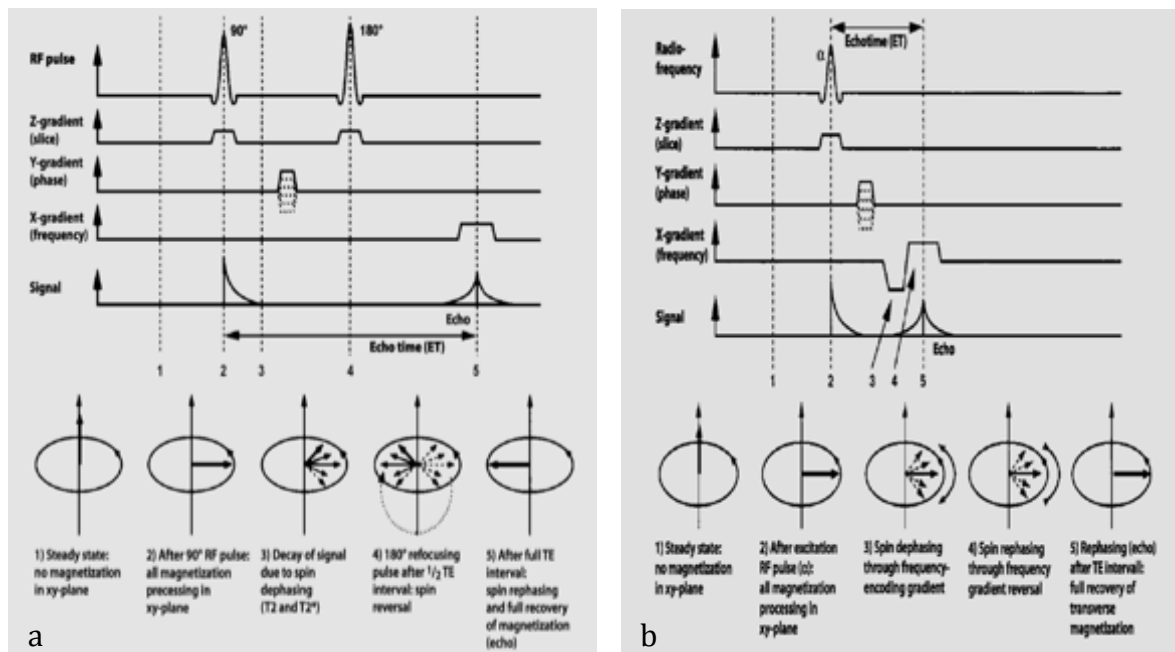 90°
180°
RF pulse
Z-gradient
(slice)
Y-gradient
(phase)
X-gradient
(frequency)
Signal
Echo
Echo time (ET)
1 2 3 4 5
1) Steady state:
no magnetization
in xy-plane
2) After 90° RF pulse:
all magnetization
precessing in
xy-plane
3) Decay of signal
due to spin
dephasing
(T2 and T2*)
4) 180° refocusing
pulse after 1/2 TE
interval: spin
reversal
5) After full TE
interval:
spin rephasing
and full recovery
of magnetization
(echo)
a
Echotime (ET)
α
Radio-
frequency
Z-gradient
(slice)
Y-gradient
(phase)
X-gradient
(frequency)
Signal
Echo
1 2 3 4 5
1) Steady state:
no magnetization
in xy-plane
2) After excitation
RF pulse (α):
all magnetization
processing in
xy-plane
3) Spin dephasing
through frequency-
encoding gradient
4) Spin rephasing
through frequency
gradient reversal
5) Rephasing (echo)
after TE interval:
full recovery of
transverse
magnetization
b